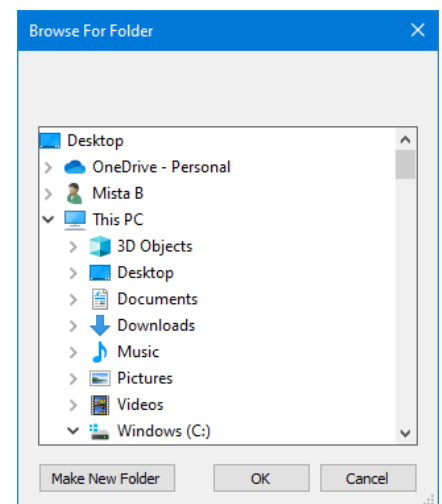 Browse For Folder
Desktop
OneDrive - Personal
Mista B
This PC
3D Objects
Desktop
Documents
Downloads
Music
Pictures
Videos
Windows (C:)
Make New Folder
OK
Cancel